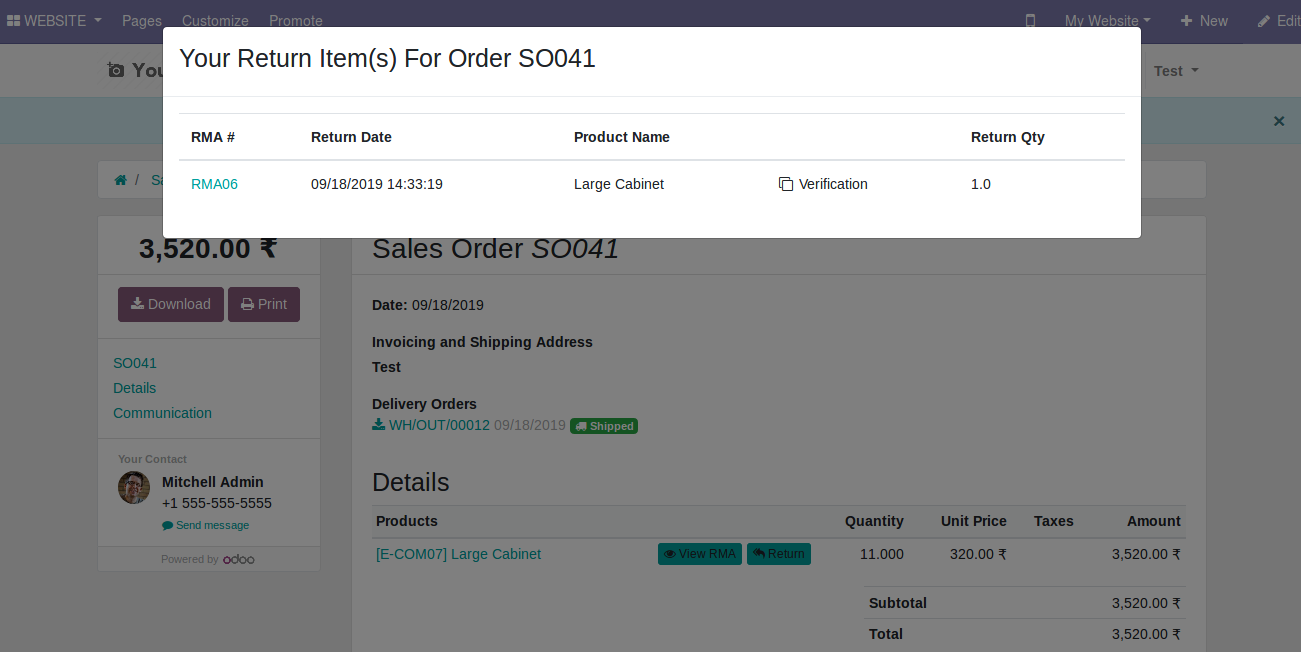 WEBSITE Pages Customize Promote My Website New Edit
Your Return Item(s) For Order SO041
You
Test
×
RMA # Return Date Product Name Return Qty
/
RMA06 09/18/2019 14:33:19 Large Cabinet Verification 1.0
3,520.00 ₹
Download Print
SO041
Details
Communication
Your Contact
Mitchell Admin
+1 555-555-5555
Send message
Powered by odoo
Sales Order SO041
Date: 09/18/2019
Invoicing and Shipping Address
Test
Delivery Orders
WH/OUT/00012 09/18/2019 Shipped
Details
Products Quantity Unit Price Taxes Amount
[E-COM07] Large Cabinet View RMA Return 11.000 320.00 ₹ 3,520.00 ₹
Subtotal 3,520.00 ₹
Total 3,520.00 ₹